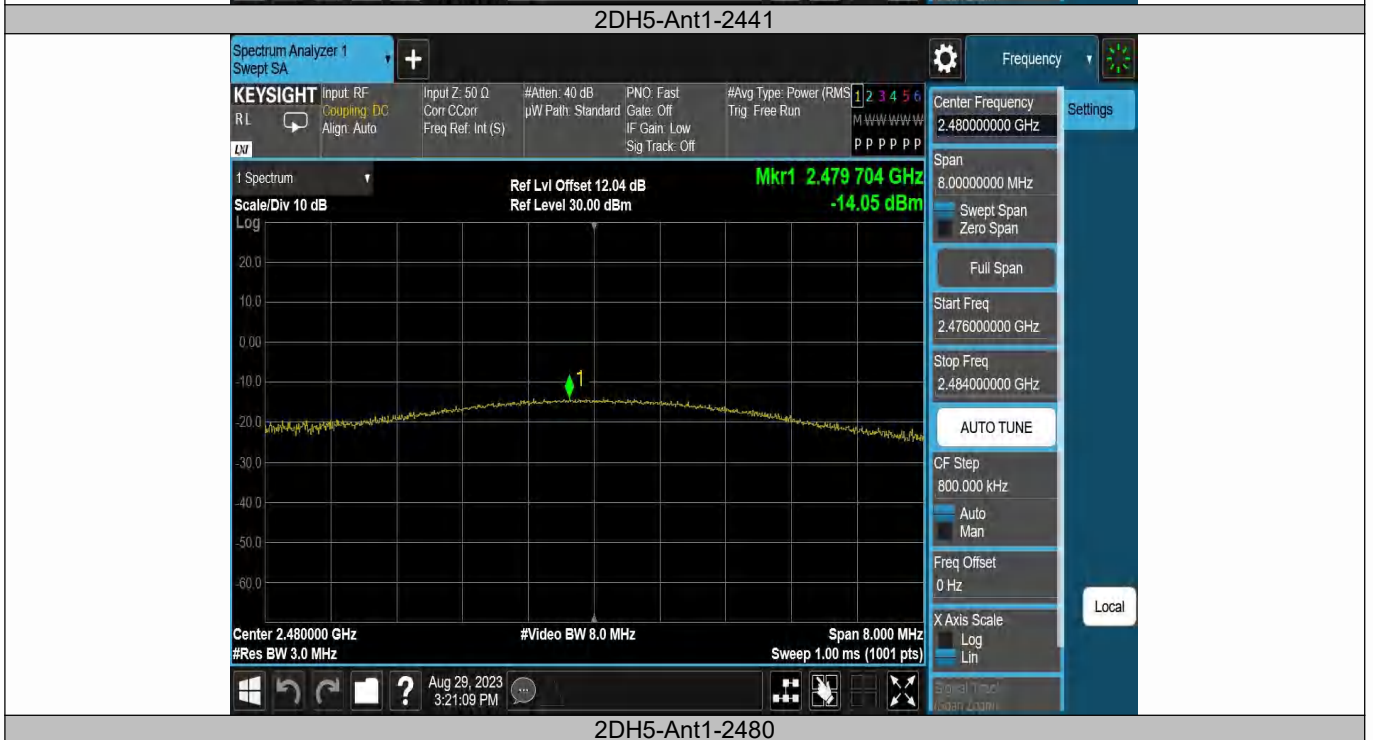 2DH5-Ant1-2441
Spectrum Analyzer 1
Swept SA
+
Frequency
KEYSIGHT
RL
LXI
Input: RF
Coupling: DC
Align: Auto
Input Z: 50 Ω
Corr CCorr
Freq Ref: Int (S)
#Atten: 40 dB
µW Path: Standard
PNO: Fast
Gate: Off
IF Gain: Low
Sig Track: Off
#Avg Type: Power (RMS
Trig: Free Run
1 2 3 4 5 6
M W W W W W
P P P P P P
Center Frequency
2.480000000 GHz
Settings
Span
8.00000000 MHz
Swept Span
Zero Span
Full Span
Start Freq
2.476000000 GHz
Stop Freq
2.484000000 GHz
AUTO TUNE
CF Step
800.000 kHz
Auto
Man
Freq Offset
0 Hz
X Axis Scale
Log
Lin
Signal Track
(Span Zoom)
Local
1 Spectrum
Scale/Div 10 dB
Log
Ref Lvl Offset 12.04 dB
Ref Level 30.00 dBm
Mkr1 2.479 704 GHz
-14.05 dBm
20.0
10.0
0.00
-10.0
-20.0
-30.0
-40.0
-50.0
-60.0
1
Center 2.480000 GHz
#Res BW 3.0 MHz
#Video BW 8.0 MHz
Span 8.000 MHz
Sweep 1.00 ms (1001 pts)
?
Aug 29, 2023
3:21:09 PM
2DH5-Ant1-2480